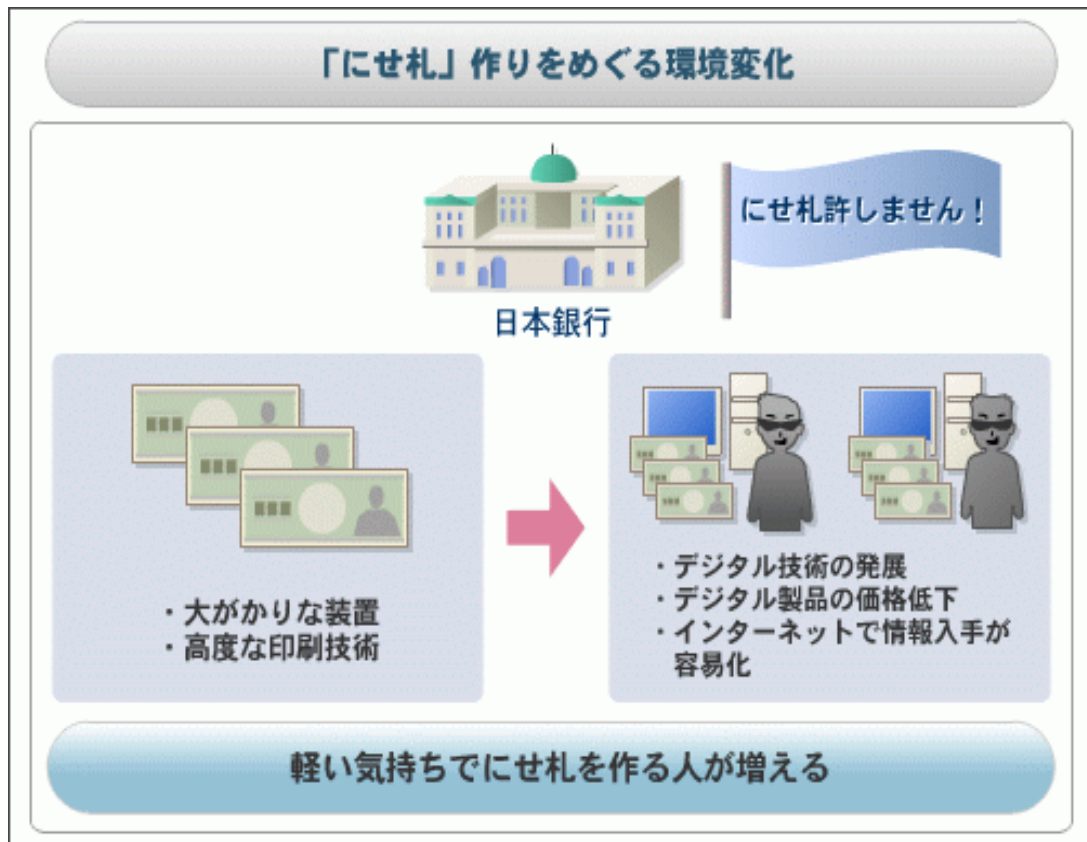 「にせ札」作りをめぐる環境変化
にせ札許しません！
日本銀行
・大がかりな装置
・高度な印刷技術
・デジタル技術の発展
・デジタル製品の価格低下
・インターネットで情報入手が
容易化
軽い気持ちでにせ札を作る人が増える